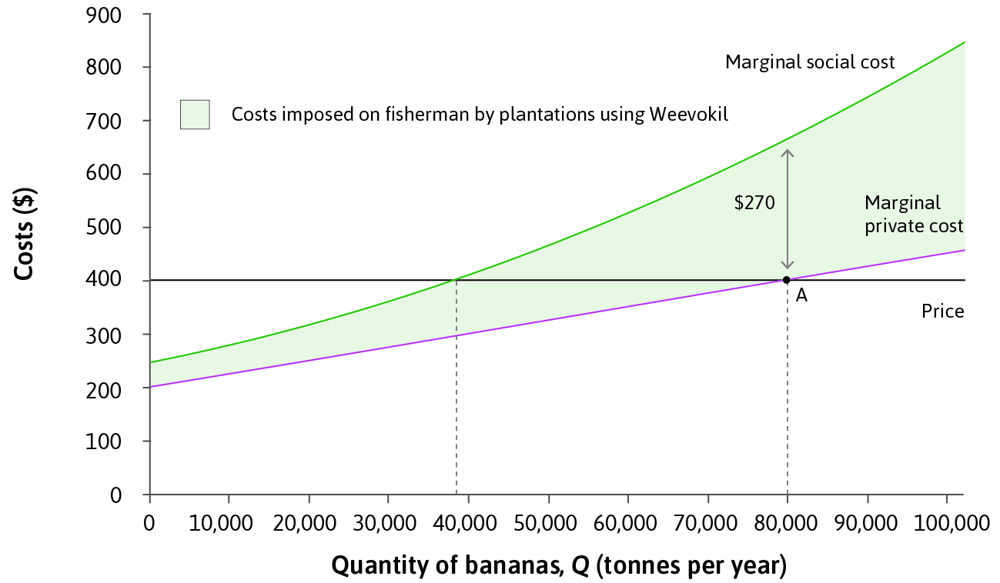 900
800
700
600
500
400
300
200
100
0
Costs ($)
Marginal social cost
Costs imposed on fisherman by plantations using Weevokil
$270
Marginal
private cost
A
Price
0 10,000 20,000 30,000 40,000 50,000 60,000 70,000 80,000 90,000 100,000
Quantity of bananas, Q (tonnes per year)